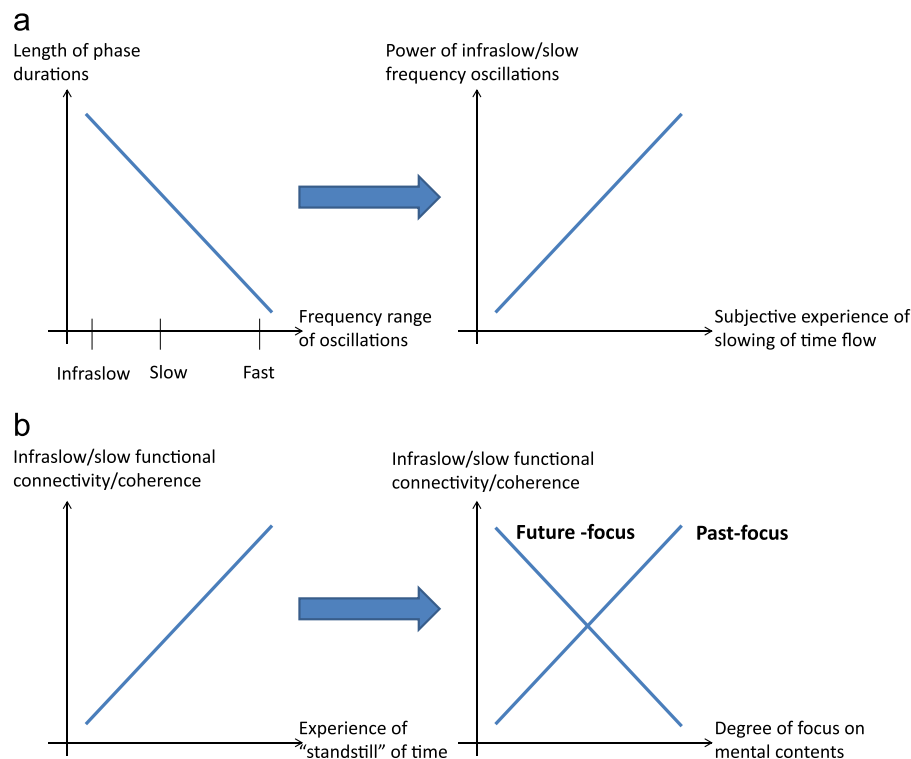 a
Length of phase
durations
Power of infraslow/slow
frequency oscillations
Frequency range
of oscillations
Subjective experience of
slowing of time flow
Infraslow
Slow
Fast
b
Infraslow/slow functional
connectivity/coherence
Infraslow/slow functional
connectivity/coherence
Future -focus
Past-focus
Experience of
“standstill” of time
Degree of focus on
mental contents